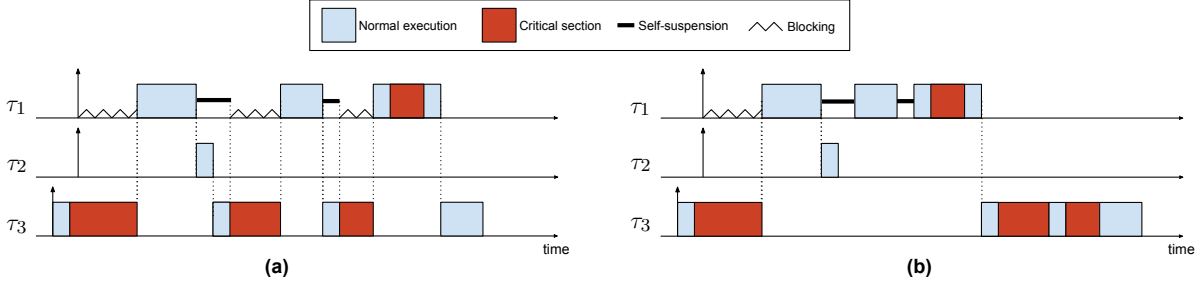 Normal execution Critical section Self-suspension Blocking
τ1 τ1
τ2 τ2
τ3 τ3
time time
(a) (b)